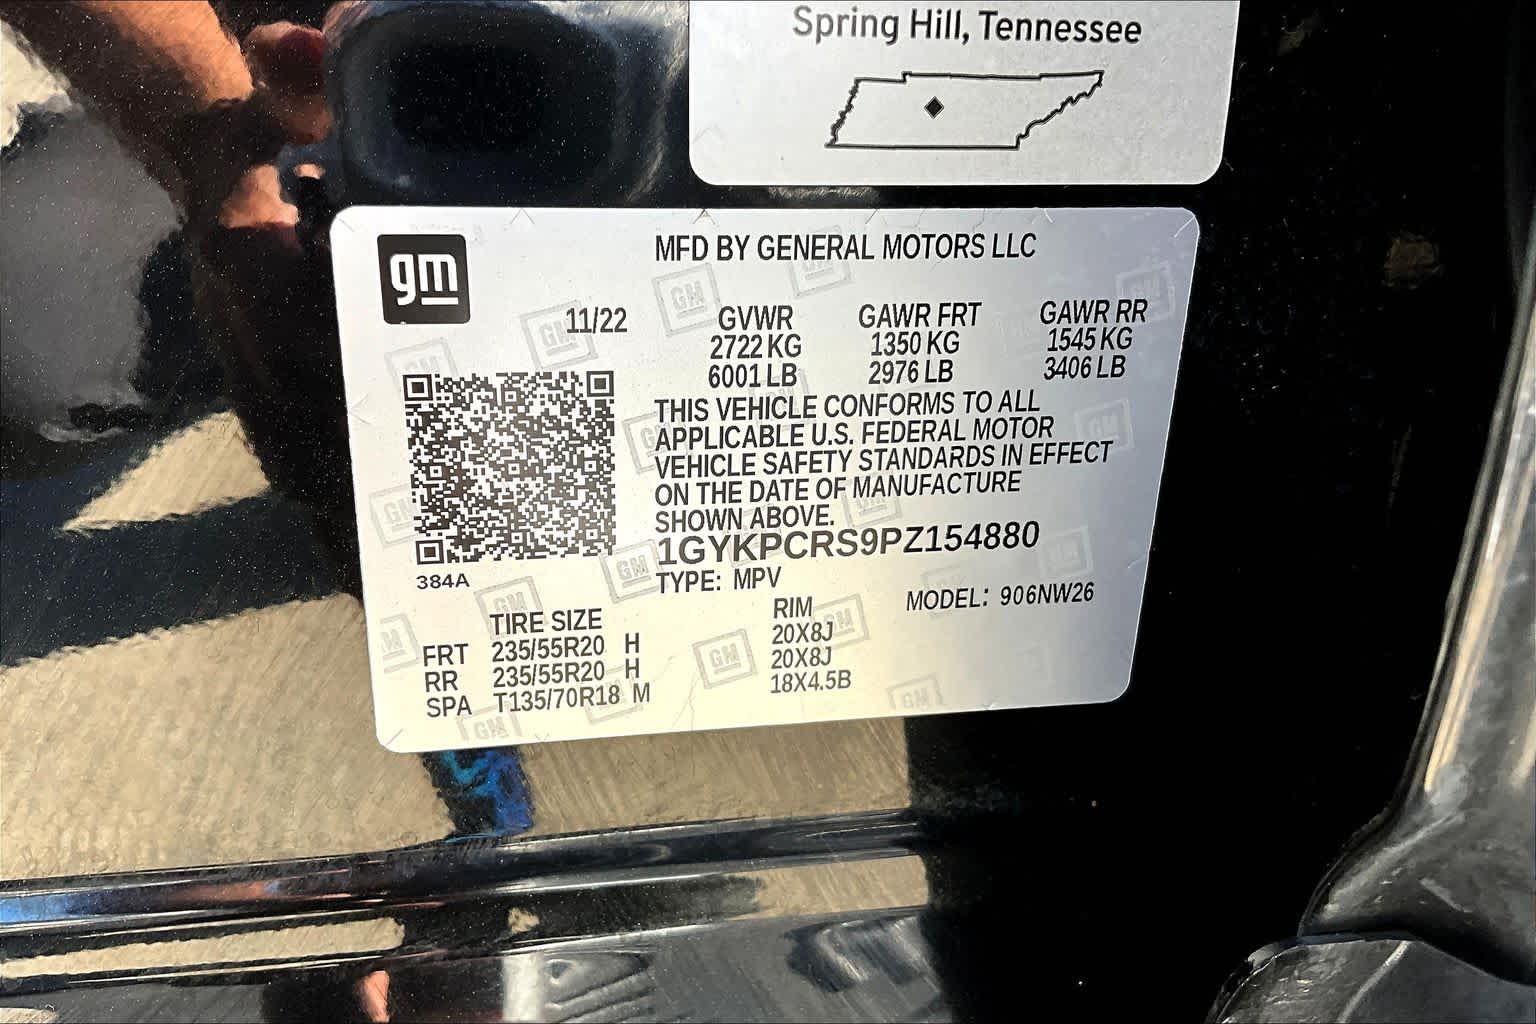 Spring Hill, Tennessee
gm
MFD BY GENERAL MOTORS LLC
11/22
GVWR GAWR FRT GAWR RR
2722 KG 1350 KG 1545 KG
6001 LB 2976 LB 3406 LB
THIS VEHICLE CONFORMS TO ALL
APPLICABLE U.S. FEDERAL MOTOR
VEHICLE SAFETY STANDARDS IN EFFECT
ON THE DATE OF MANUFACTURE
SHOWN ABOVE.
1GYKPCRS9PZ154880
384A
TYPE: MPV MODEL: 906NW26
TIRE SIZE RIM
FRT 235/55R20 H 20X8J
RR 235/55R20 H 20X8J
SPA T135/70R18 M 18X4.5B